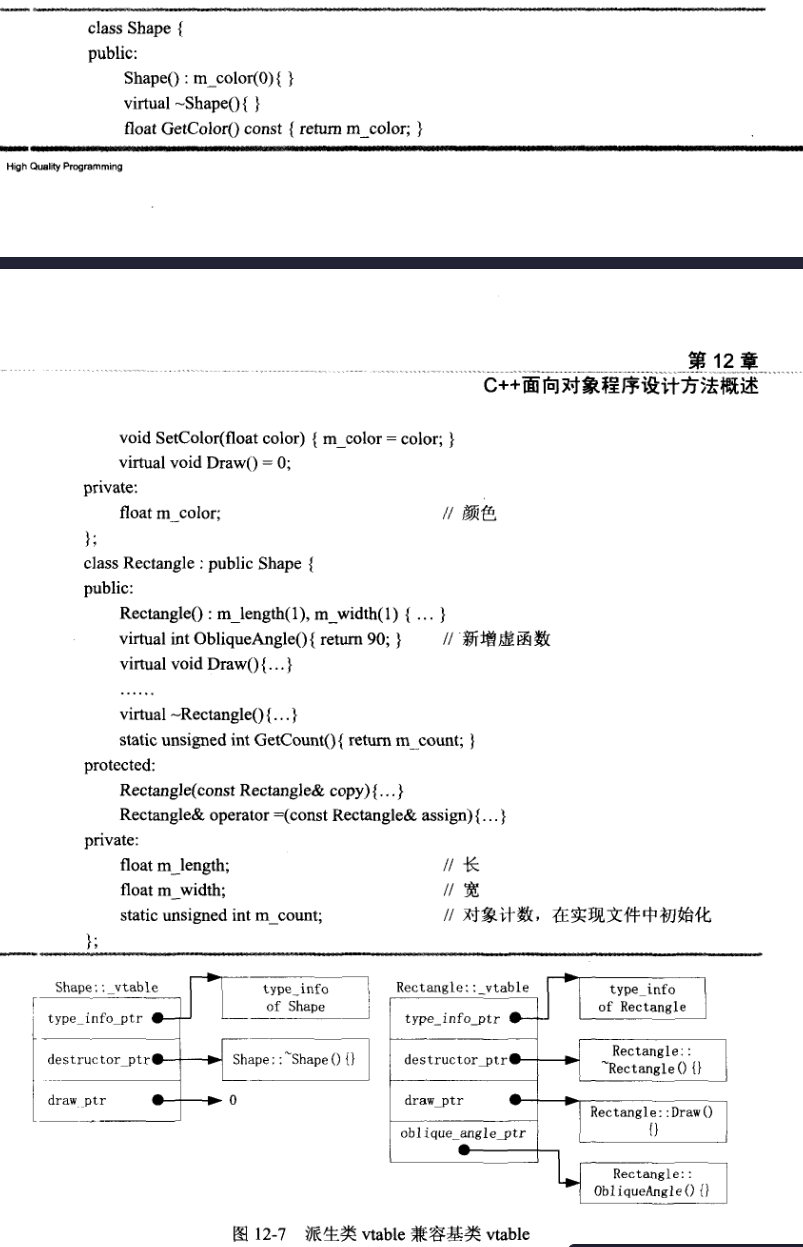 class Shape {
public:
Shape() : m_color(0){ }
virtual ~Shape(){ }
float GetColor() const { return m_color; }
High Quality Programming
第 12 章
C++面向对象程序设计方法概述
void SetColor(float color) { m_color = color; }
virtual void Draw() = 0;
private:
float m_color; // 颜色
};
class Rectangle : public Shape {
public:
Rectangle() : m_length(1), m_width(1) { … }
virtual int ObliqueAngle(){ return 90; } // 新增虚函数
virtual void Draw(){…}
……
virtual ~Rectangle(){…}
static unsigned int GetCount(){ return m_count; }
protected:
Rectangle(const Rectangle& copy){…}
Rectangle& operator =(const Rectangle& assign){…}
private:
float m_length; // 长
float m_width; // 宽
static unsigned int m_count; // 对象计数，在实现文件中初始化
};
Shape::_vtable
type_info_ptr
destructor_ptr
draw_ptr
type_info
of Shape
Shape::~Shape(){}
0
Rectangle::_vtable
type_info_ptr
destructor_ptr
draw_ptr
oblique_angle_ptr
type_info
of Rectangle
Rectangle::
~Rectangle(){}
Rectangle::Draw()
{}
Rectangle::
ObliqueAngle(){}
图 12-7 派生类 vtable 兼容基类 vtable